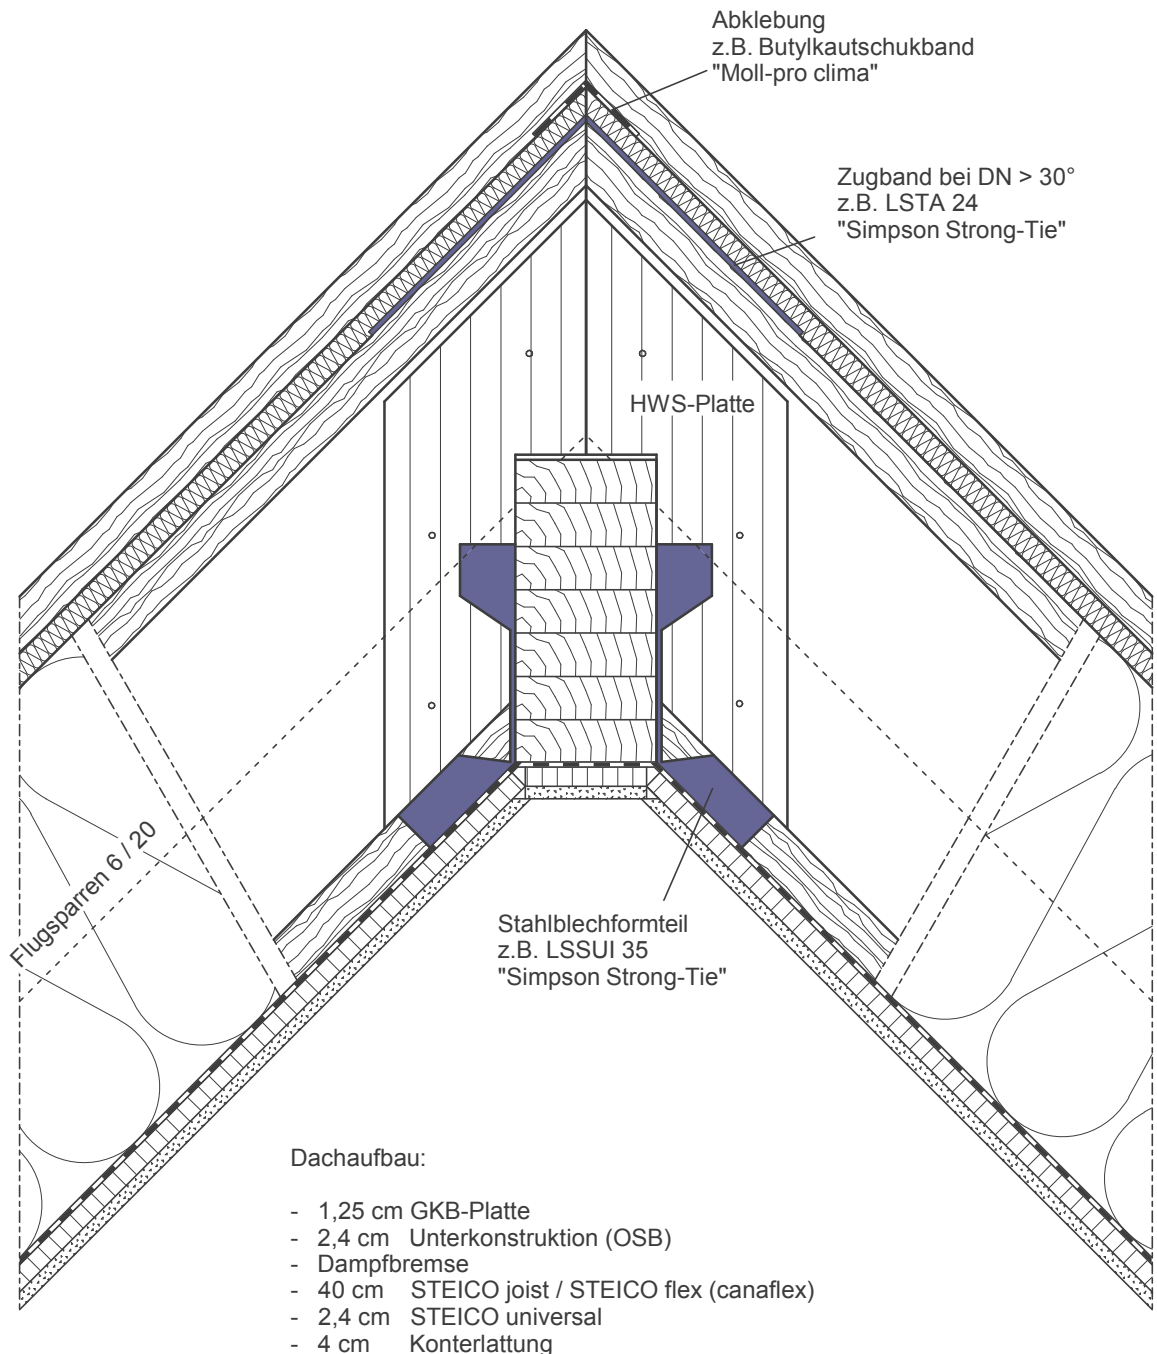 Abklebung
z.B. Butylkautschukband
"Moll-pro clima"
Zugband bei DN > 30°
z.B. LSTA 24
"Simpson Strong-Tie"
HWS-Platte
Flugsparren 6 / 20
Stahlblechformteil
z.B. LSSUI 35
"Simpson Strong-Tie"
Dachaufbau:
- 1,25 cm GKB-Platte
- 2,4 cm Unterkonstruktion (OSB)
- Dampfbremse
- 40 cm STEICO joist / STEICO flex (canaflex)
- 2,4 cm STEICO universal
- 4 cm Konterlattung